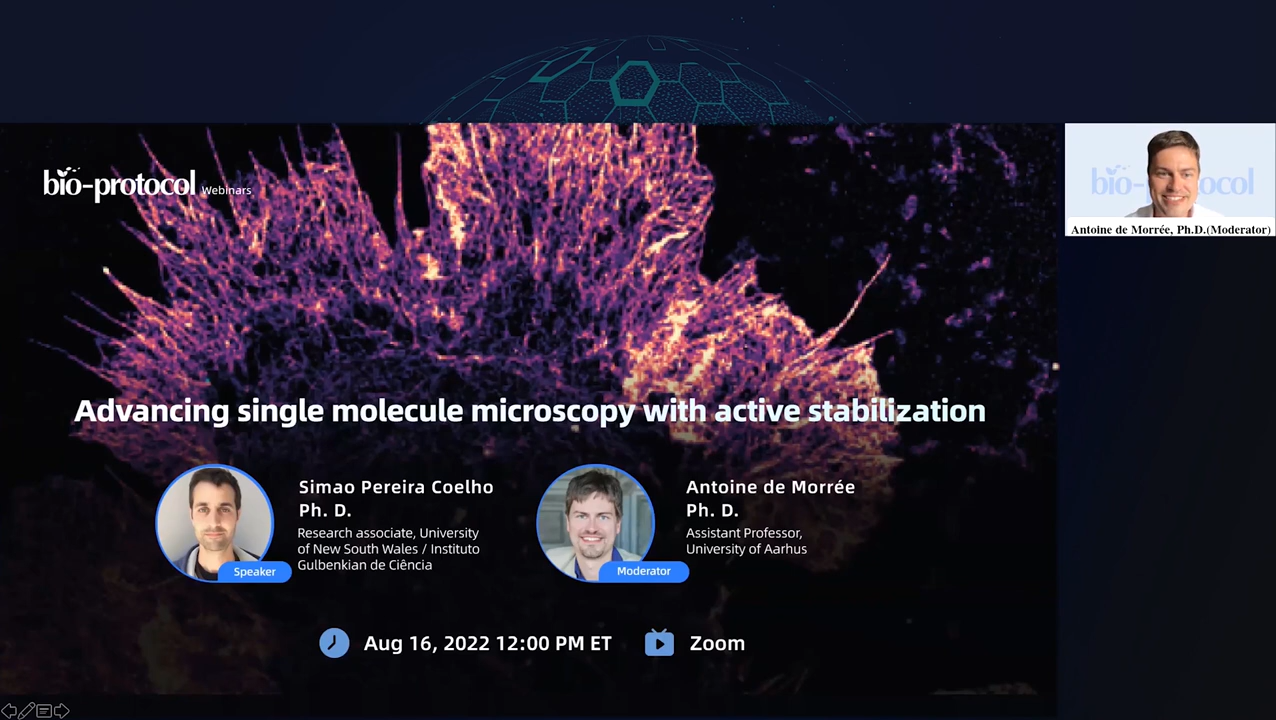 bio-protocol Webinars
bio-protocol
Antoine de Morrée, Ph.D.(Moderator)
Advancing single molecule microscopy with active stabilization
Simao Pereira Coelho
Ph. D.
Research associate, University
of New South Wales / Instituto
Gulbenkian de Ciência
Speaker
Antoine de Morrée
Ph. D.
Assistant Professor,
University of Aarhus
Moderator
Aug 16, 2022 12:00 PM ET
Zoom